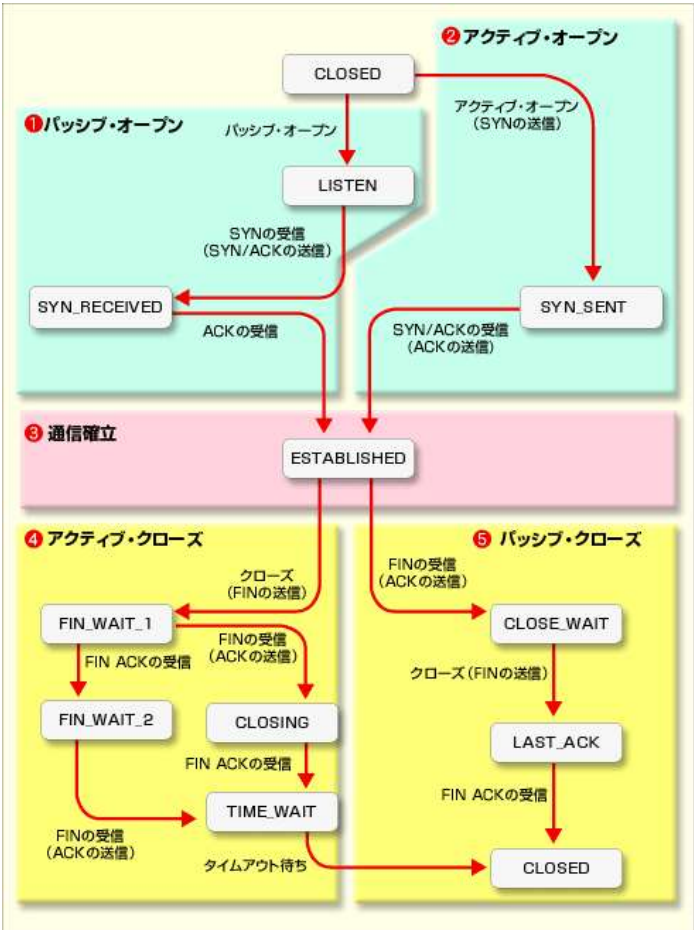 ❷アクティブ・オープン
CLOSED
アクティブ・オープン
(SYNの送信)
❶パッシブ・オープン
パッシブ・オープン
LISTEN
SYNの受信
(SYN/ACKの送信)
SYN_RECEIVED
SYN_SENT
ACKの受信
SYN/ACKの受信
(ACKの送信)
❸ 通信確立
ESTABLISHED
❹ アクティブ・クローズ
❺ パッシブ・クローズ
クローズ
(FINの送信)
FINの受信
(ACKの送信)
FIN_WAIT_1
FINの受信
(ACKの送信)
CLOSE_WAIT
FIN ACKの受信
クローズ(FINの送信)
FIN_WAIT_2
CLOSING
LAST_ACK
FIN ACKの受信
FIN ACKの受信
TIME_WAIT
FINの受信
(ACKの送信)
タイムアウト待ち
CLOSED